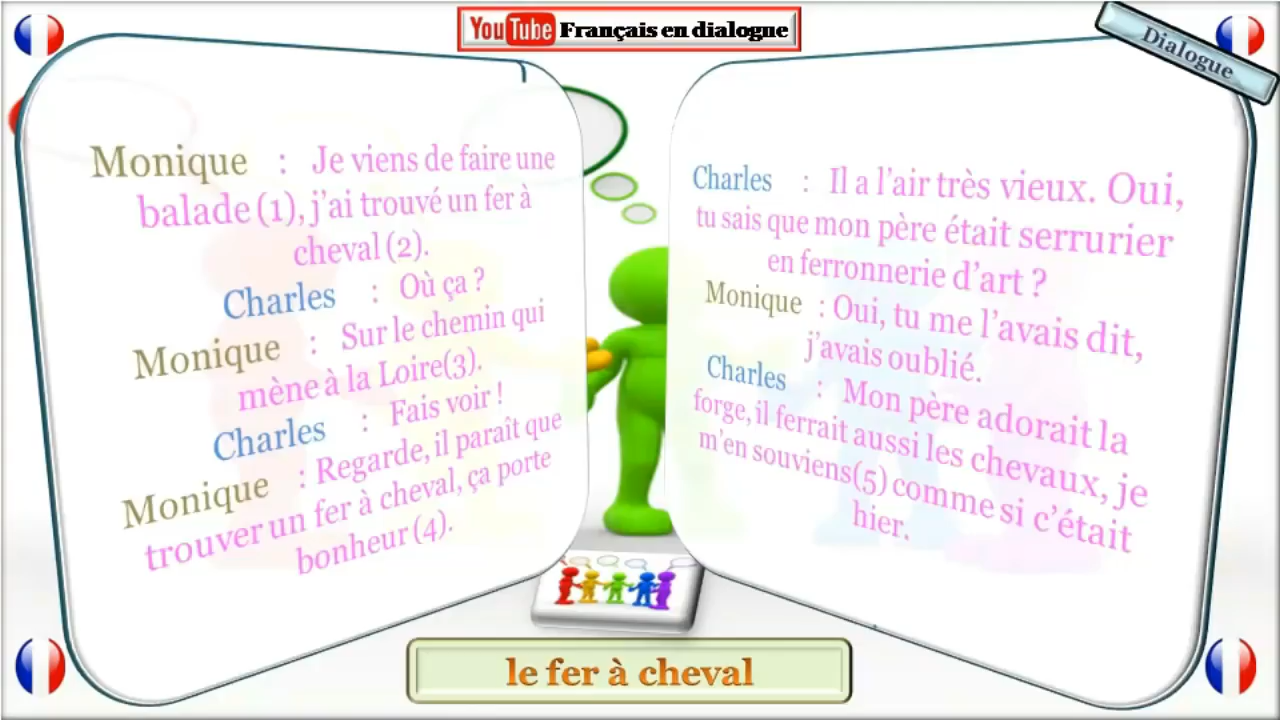 YouTube Français en dialogue
Dialogue
Monique : Je viens de faire une
balade (1), j'ai trouvé un fer à
cheval (2).
Charles : Où ça ?
Monique : Sur le chemin qui
mène à la Loire(3).
Charles : Fais voir !
Monique : Regarde, il paraît que
trouver un fer à cheval, ça porte
bonheur (4).
Charles : Il a l'air très vieux. Oui,
tu sais que mon père était serrurier
en ferronnerie d'art ?
Monique : Oui, tu me l'avais dit,
j'avais oublié.
Charles : Mon père adorait la
forge, il ferrait aussi les chevaux, je
m'en souviens(5) comme si c'était
hier.
le fer à cheval